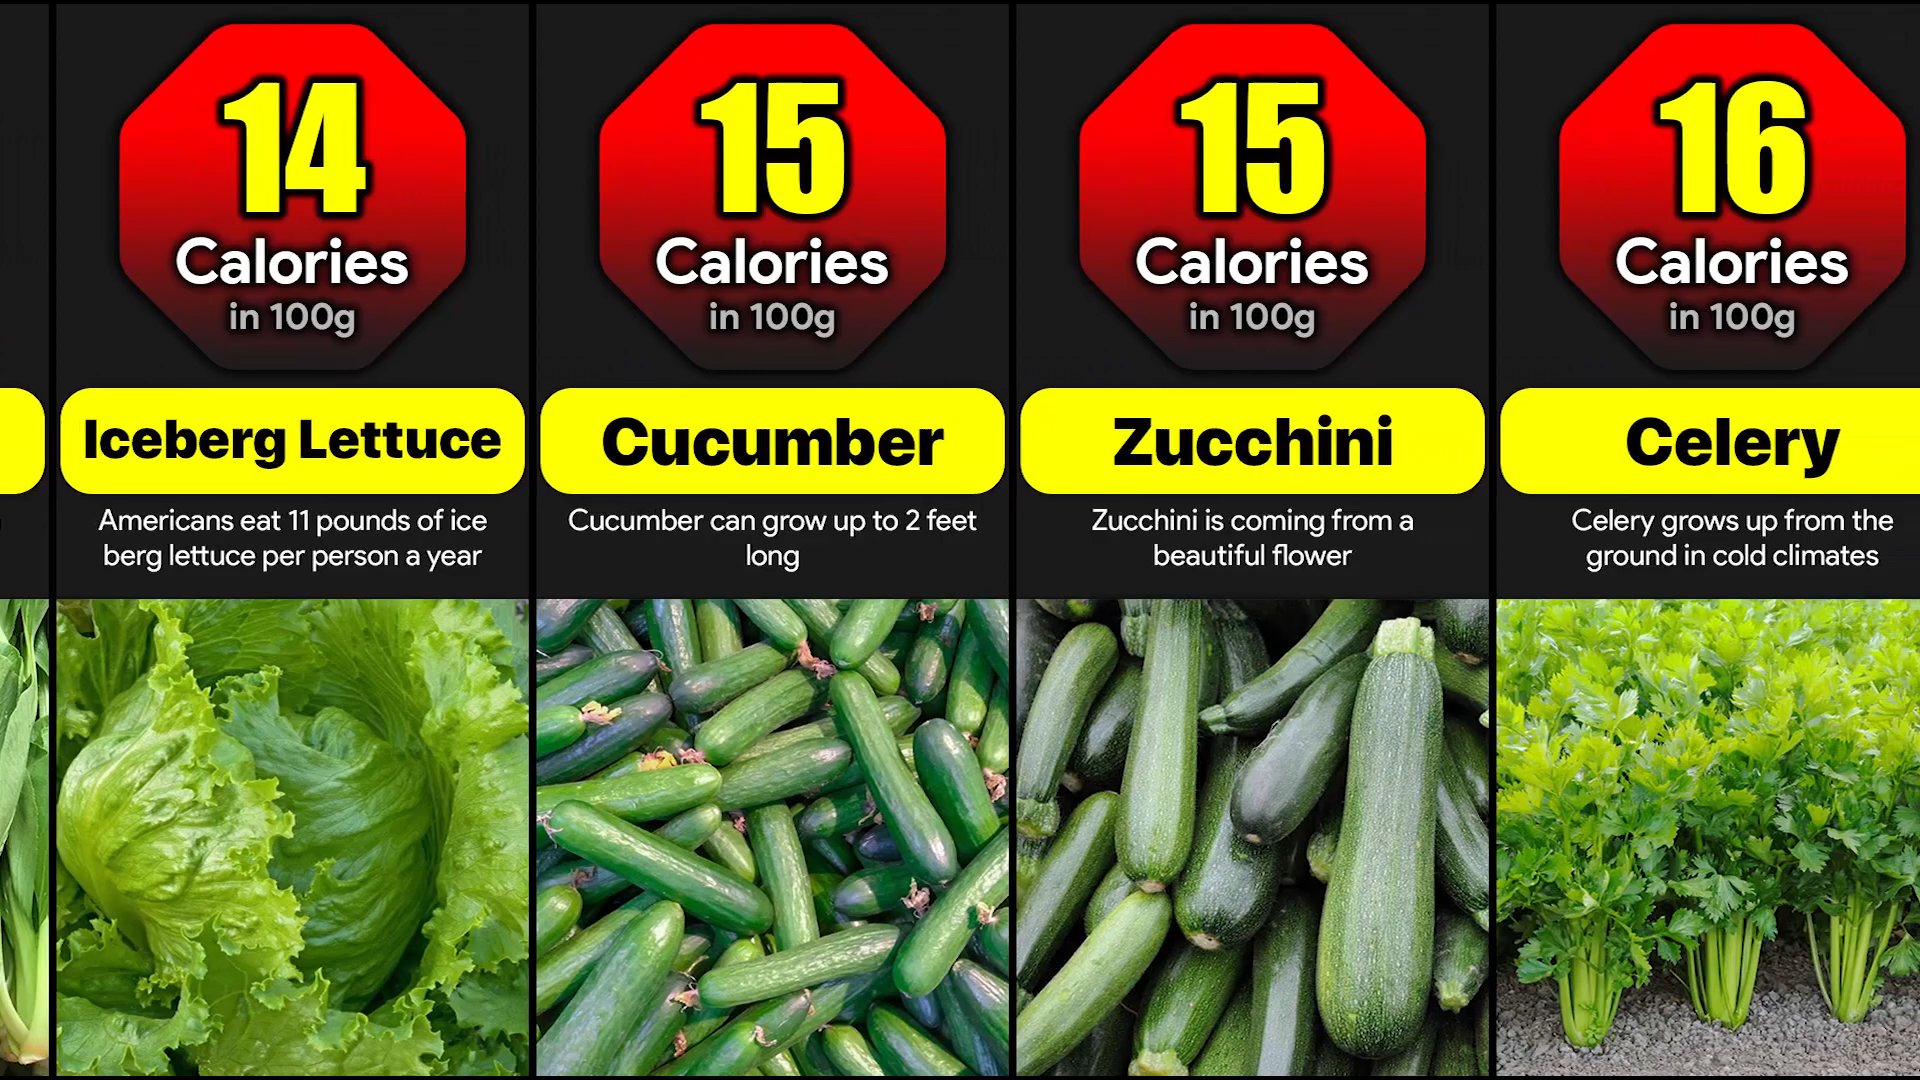 14
Calories
in 100g
Iceberg Lettuce
Americans eat 11 pounds of ice
berg lettuce per person a year
15
Calories
in 100g
Cucumber
Cucumber can grow up to 2 feet
long
15
Calories
in 100g
Zucchini
Zucchini is coming from a
beautiful flower
16
Calories
in 100g
Celery
Celery grows up from the
ground in cold climates